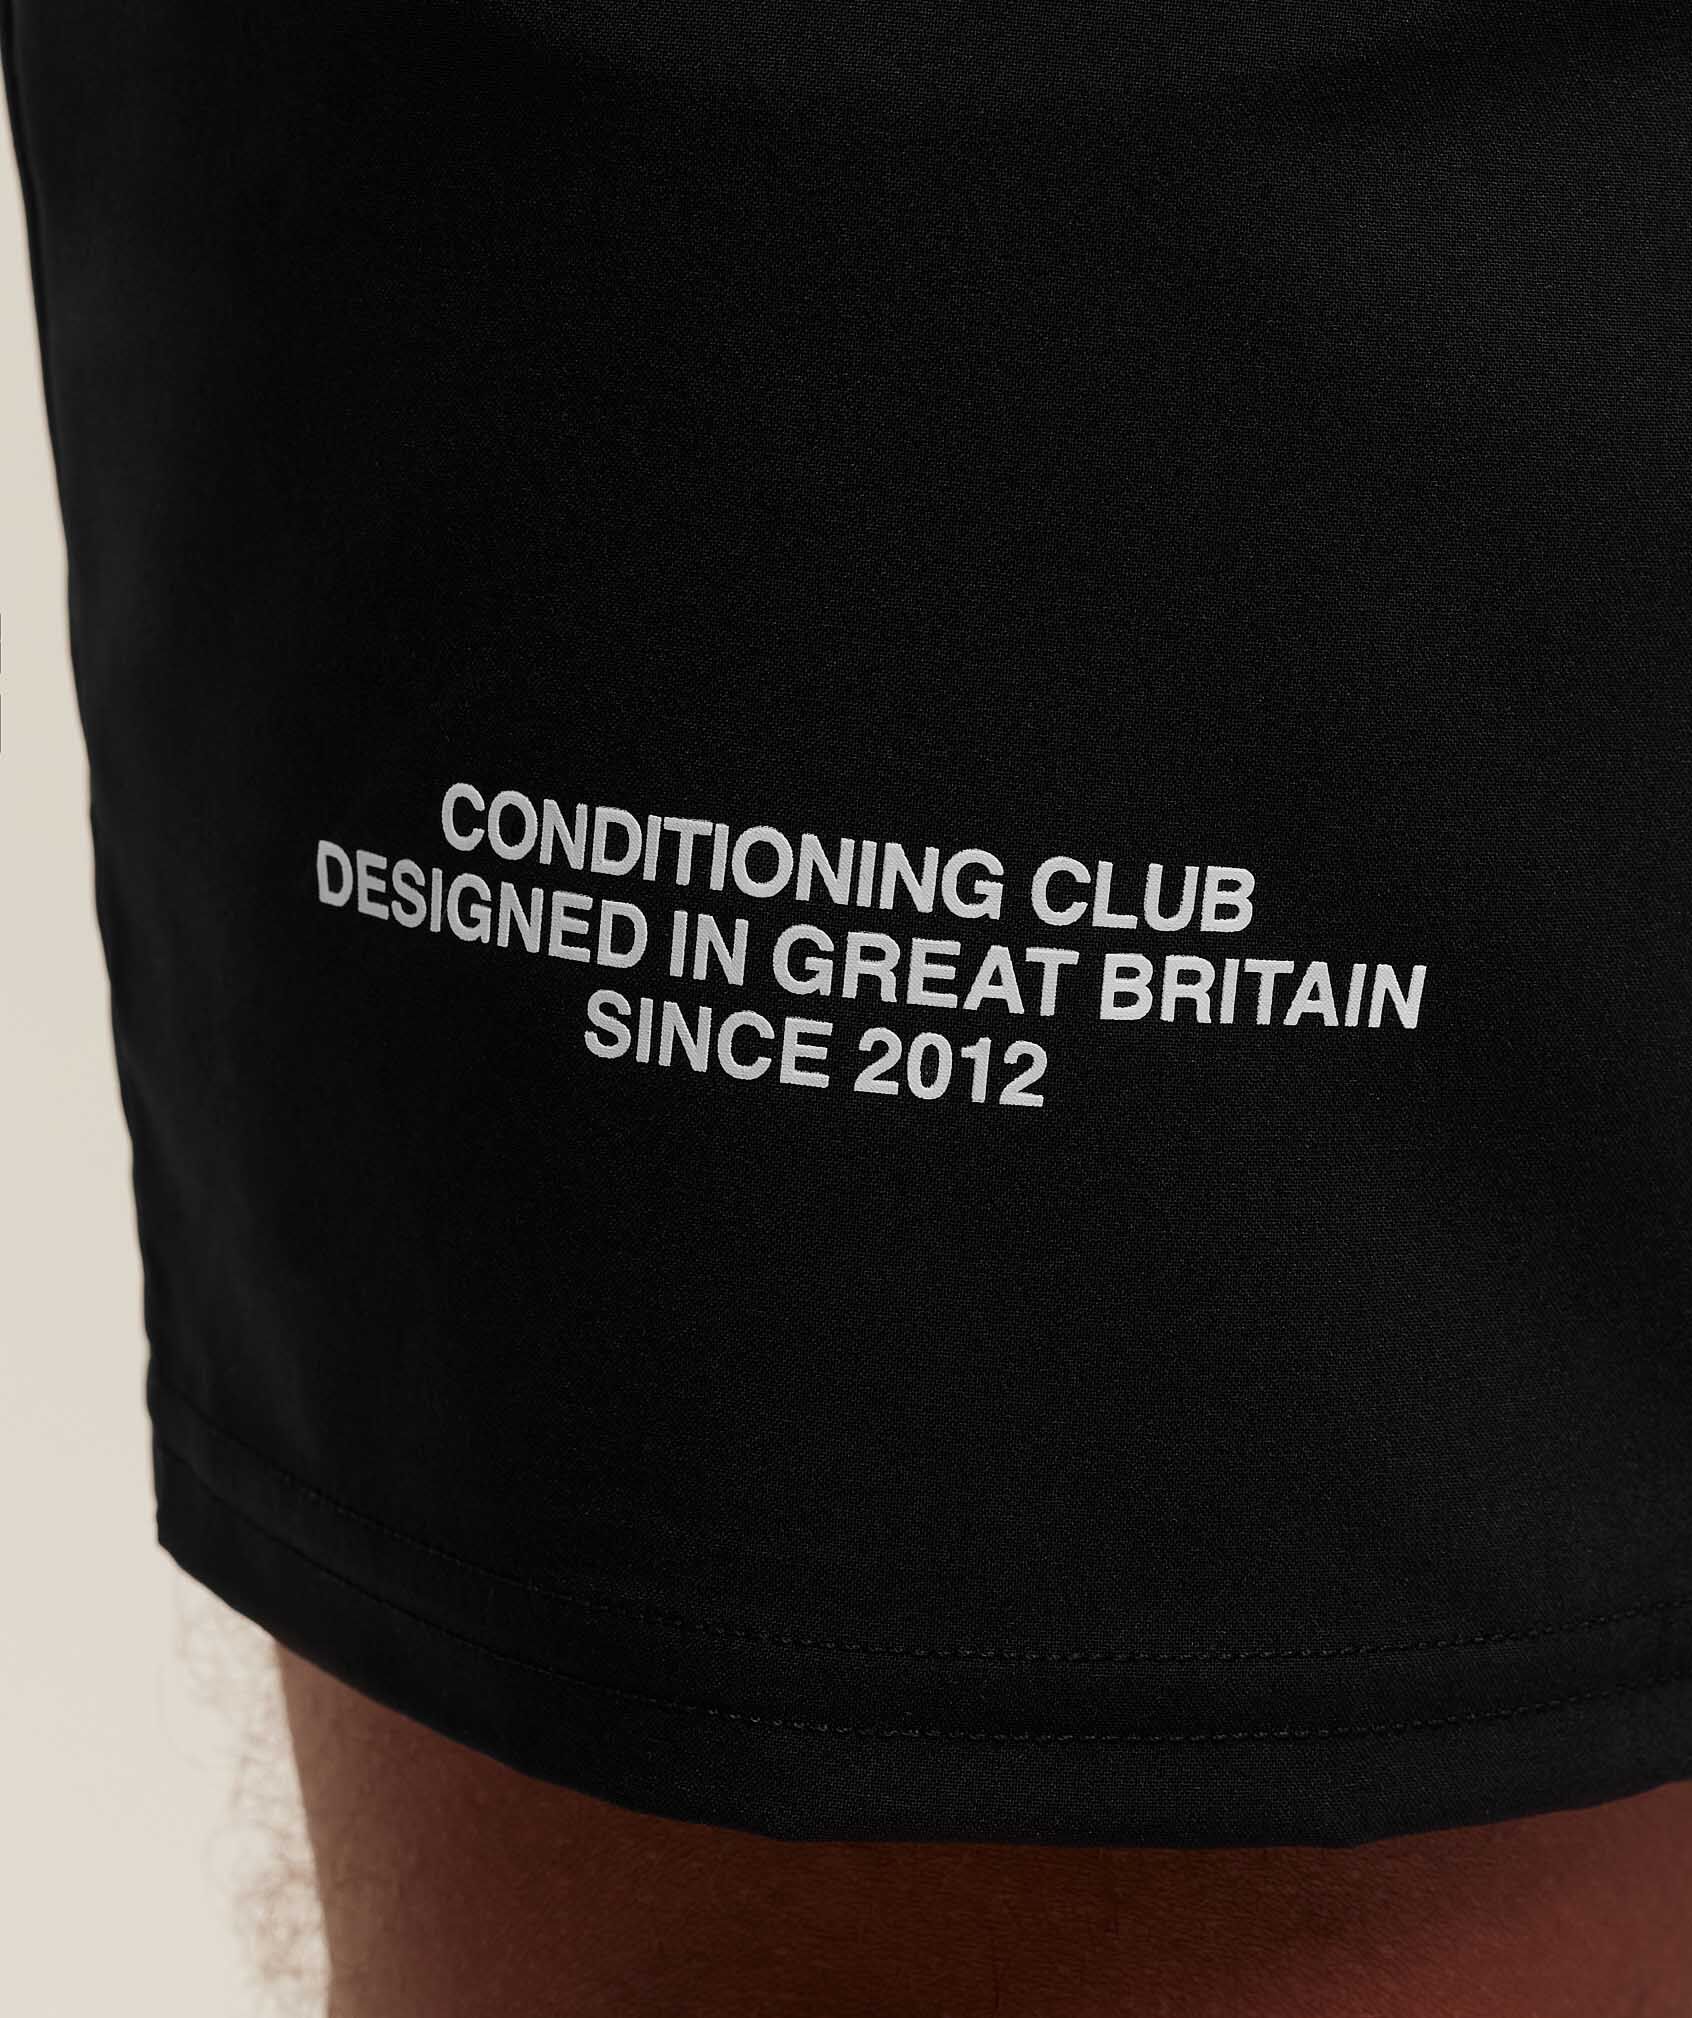 CONDITIONING CLUB
DESIGNED IN GREAT BRITAIN
SINCE 2012